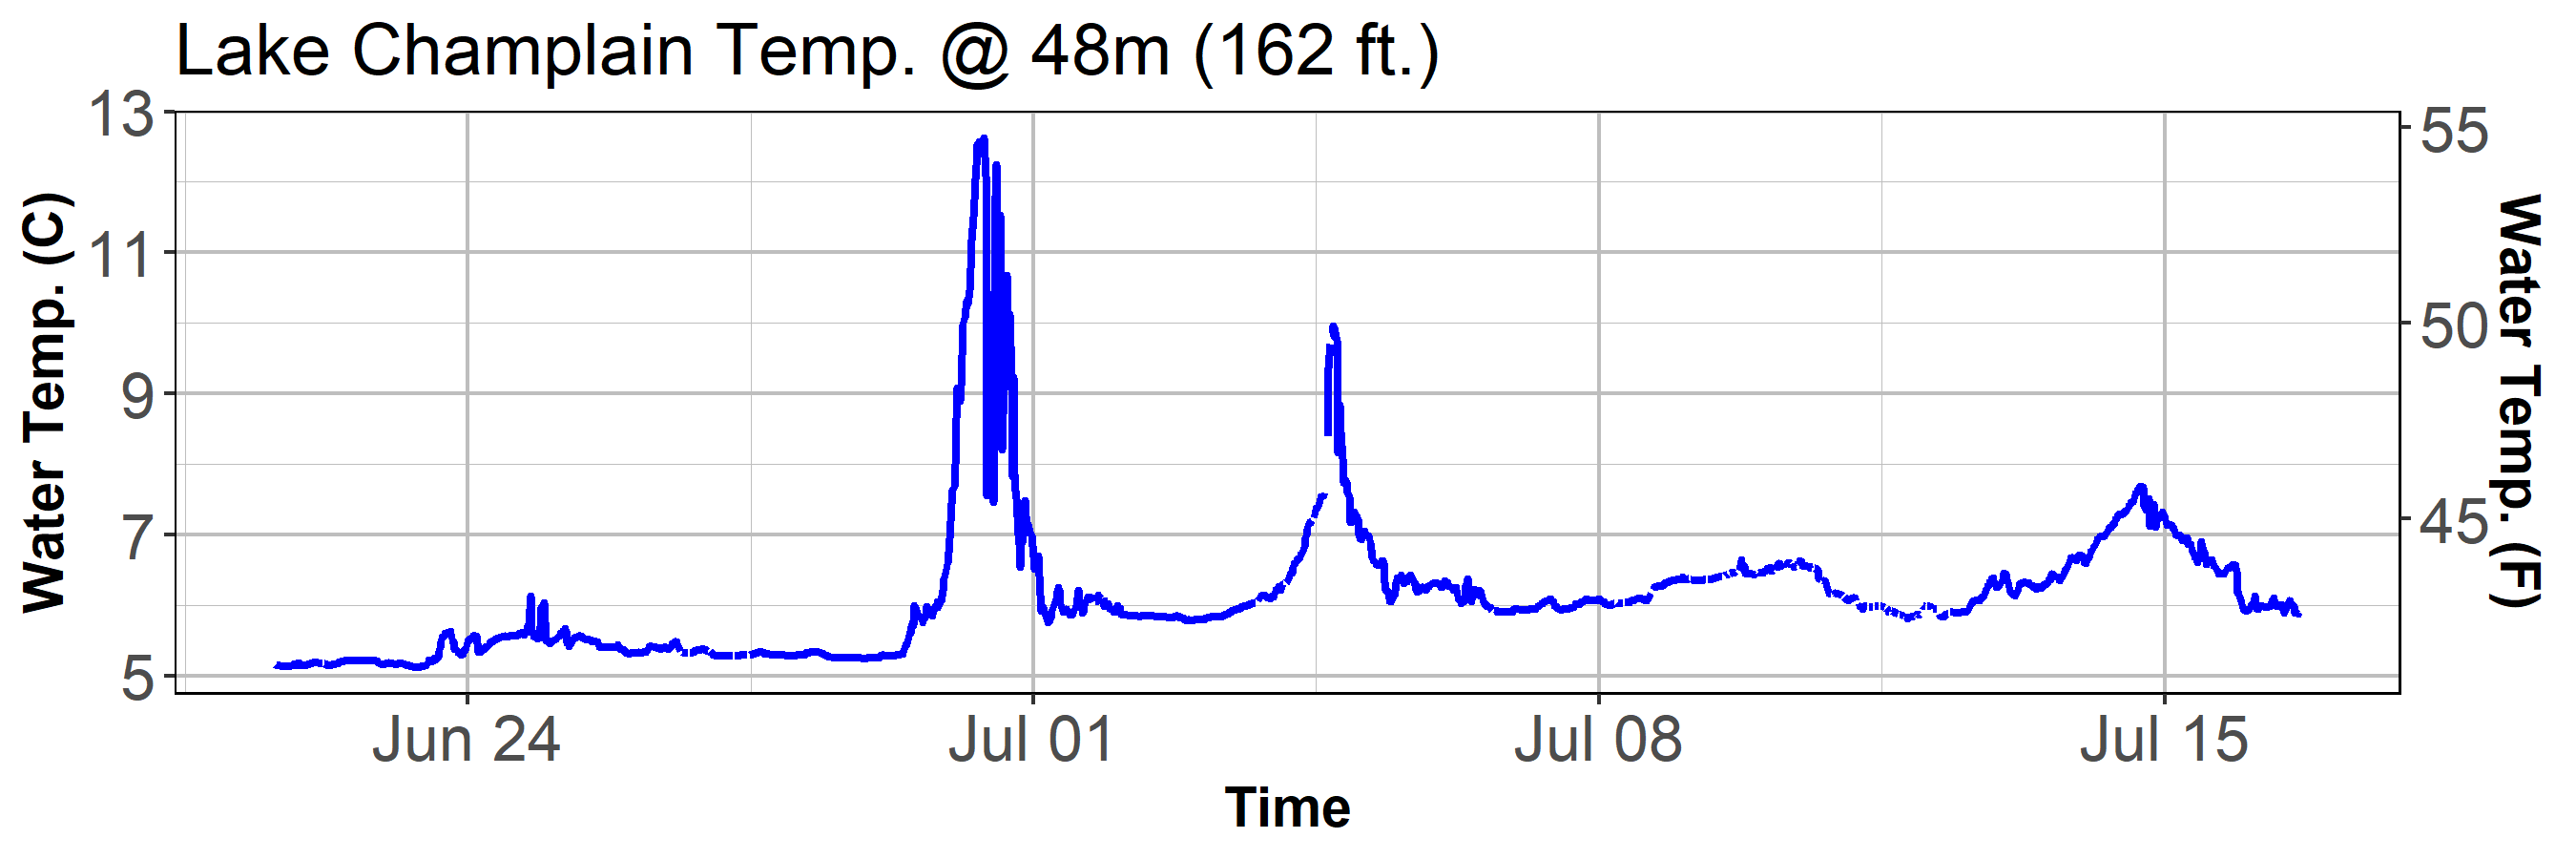 Lake Champlain Temp. @ 48m (162 ft.)
Water Temp. (C)
13
11
9
7
5
55
50
45
Water Temp. (F)
Jun 24
Jul 01
Jul 08
Jul 15
Time